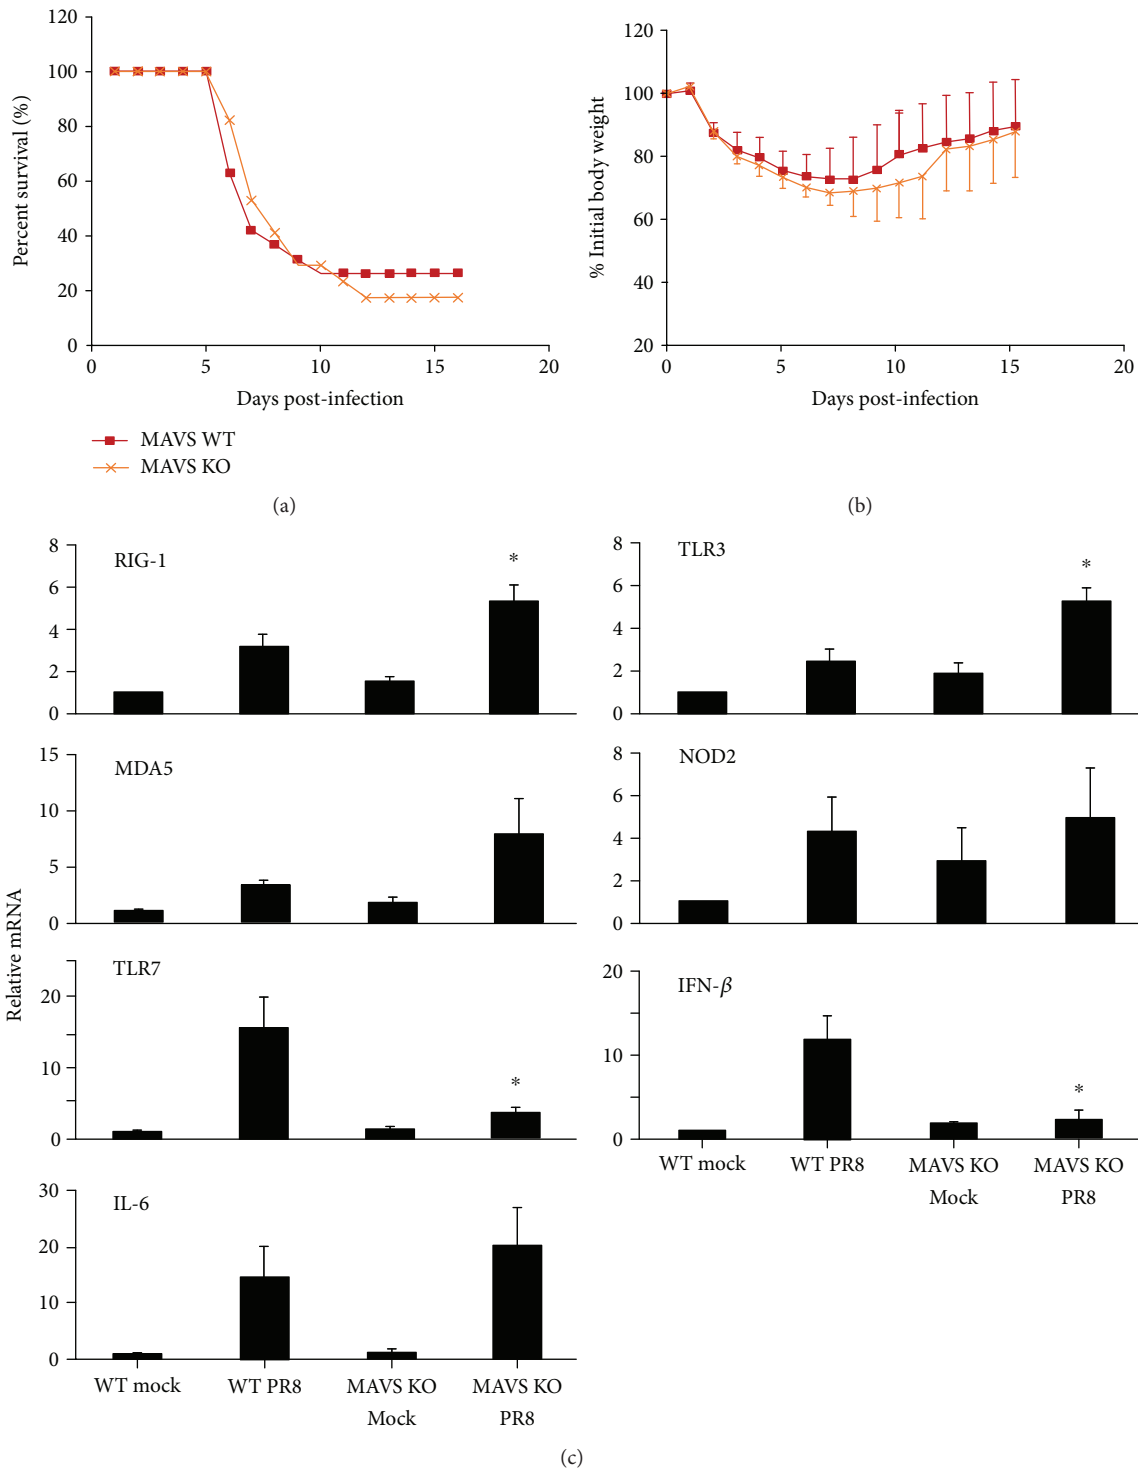 120
100
80
60
40
20
0
Percent survival (%)
0 5 10 15 20
Days post-infection
MAVS WT
MAVS KO
(a)
120
100
80
60
40
20
% Initial body weight
0 5 10 15 20
Days post-infection
(b)
Relative mRNA
8
6
4
2
0
RIG-1
*
8
6
4
2
0
TLR3
*
15
10
5
0
MDA5
8
6
4
2
0
NOD2
20
10
0
TLR7
*
20
10
0
IFN-β
*
WT mock WT PR8 MAVS KO MAVS KO
Mock PR8
30
20
10
0
IL-6
WT mock WT PR8 MAVS KO MAVS KO
Mock PR8
(c)